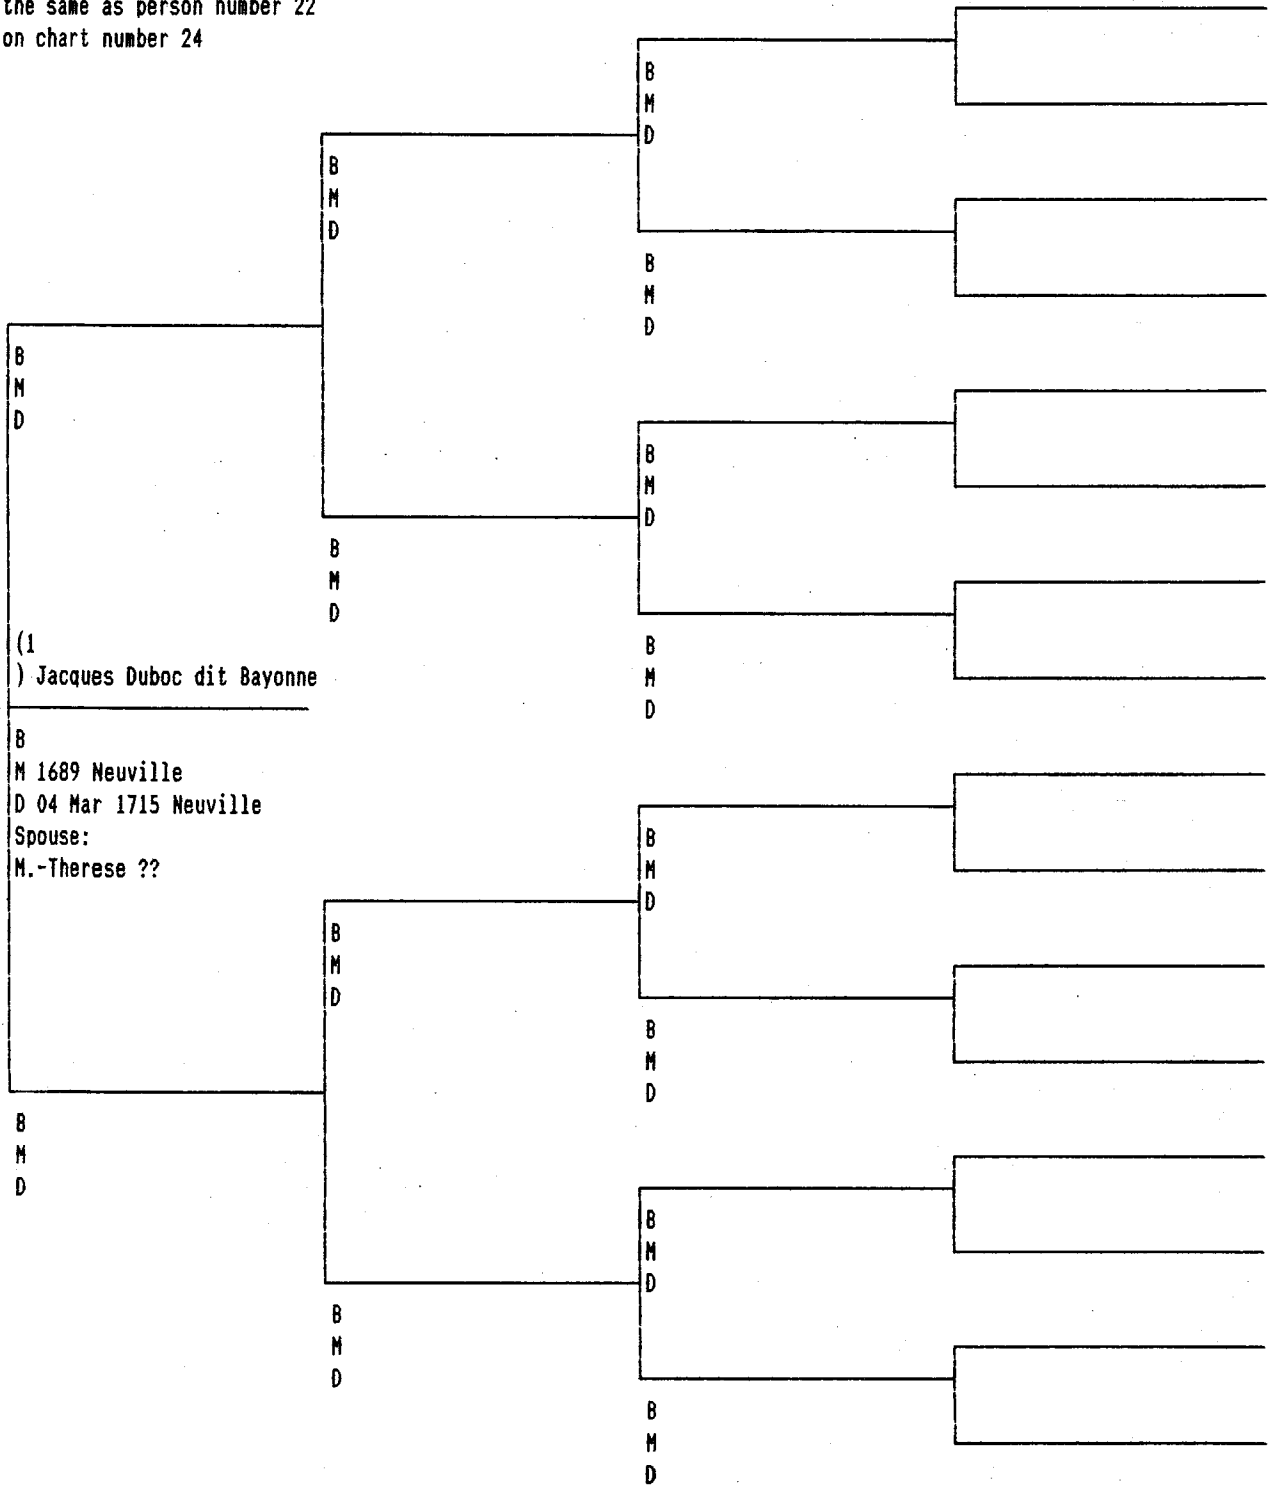 the same as person number 22
on chart number 24
B
M
D
B
M
D
B
M
D
B
M
D
B
M
D
B
M
D
B
M
D
(1
) Jacques Duboc dit Bayonne
B
M 1689 Neuville
D 04 Mar 1715 Neuville
Spouse:
M.-Therese ??
B
M
D
B
M
D
B
M
D
B
M
D
B
M
D
B
M
D
B
M
D